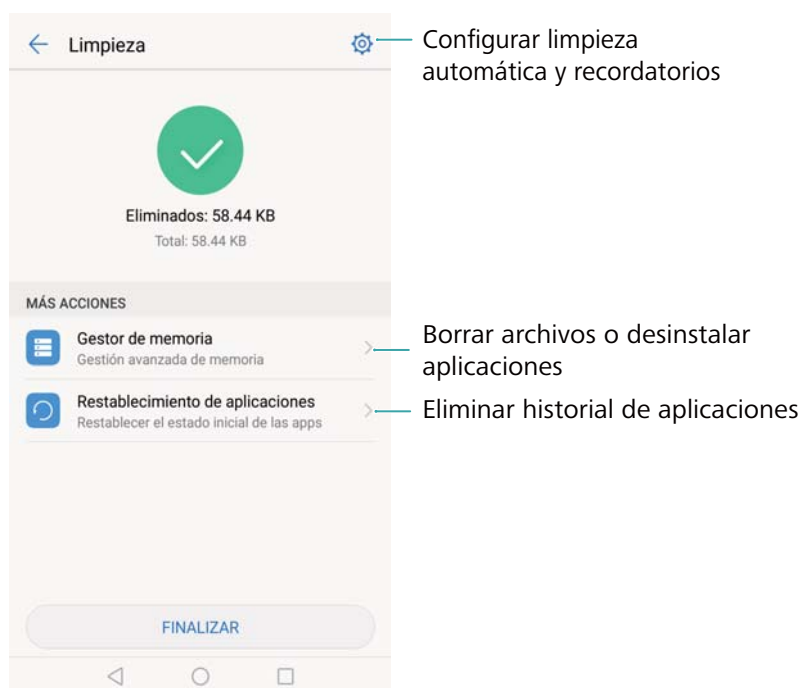 Limpieza
Configurar limpieza
automática y recordatorios
Eliminados: 58.44 KB
Total: 58.44 KB
MÁS ACCIONES
Gestor de memoria
Gestión avanzada de memoria
Borrar archivos o desinstalar
aplicaciones
Restablecimiento de aplicaciones
Restablecer el estado inicial de las apps
Eliminar historial de aplicaciones
FINALIZAR